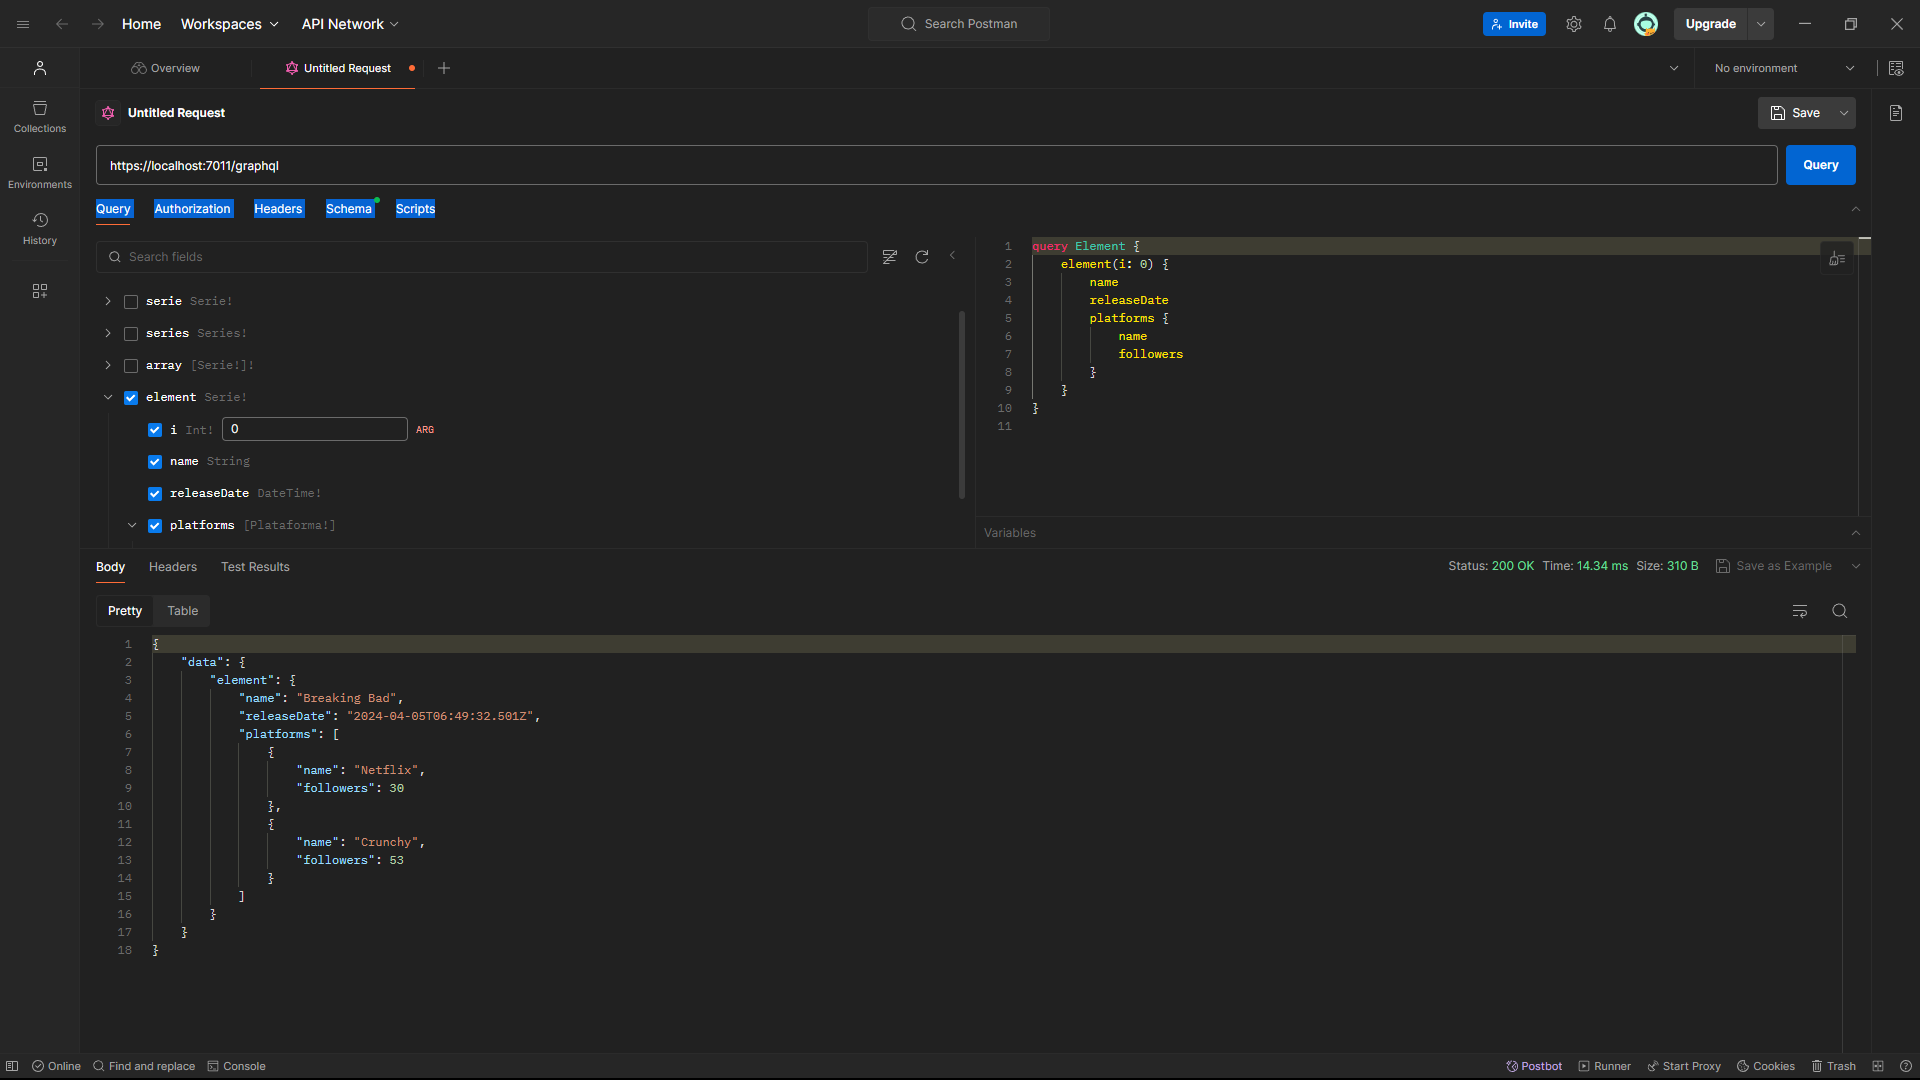 Home Workspaces API Network Search Postman Invite Upgrade
Overview Untitled Request No environment
Collections
Environments
History
Untitled Request Save
https://localhost:7011/graphql Query
Query Authorization Headers Schema Scripts
Search fields
serie Serie!
series Series!
array [Serie!]!
element Serie!
i Int! 0 ARG
name String
releaseDate DateTime!
platforms [Plataforma!]
1 query Element {
2 element(i: 0) {
3 name
4 releaseDate
5 platforms {
6 name
7 followers
8 }
9 }
10 }
11
Variables
Body Headers Test Results Status: 200 OK Time: 14.34 ms Size: 310 B Save as Example
Pretty Table
1 {
2 "data": {
3 "element": {
4 "name": "Breaking Bad",
5 "releaseDate": "2024-04-05T06:49:32.501Z",
6 "platforms": [
7 {
8 "name": "Netflix",
9 "followers": 30
10 },
11 {
12 "name": "Crunchy",
13 "followers": 53
14 }
15 ]
16 }
17 }
18 }
Online Find and replace Console Postbot Runner Start Proxy Cookies Trash